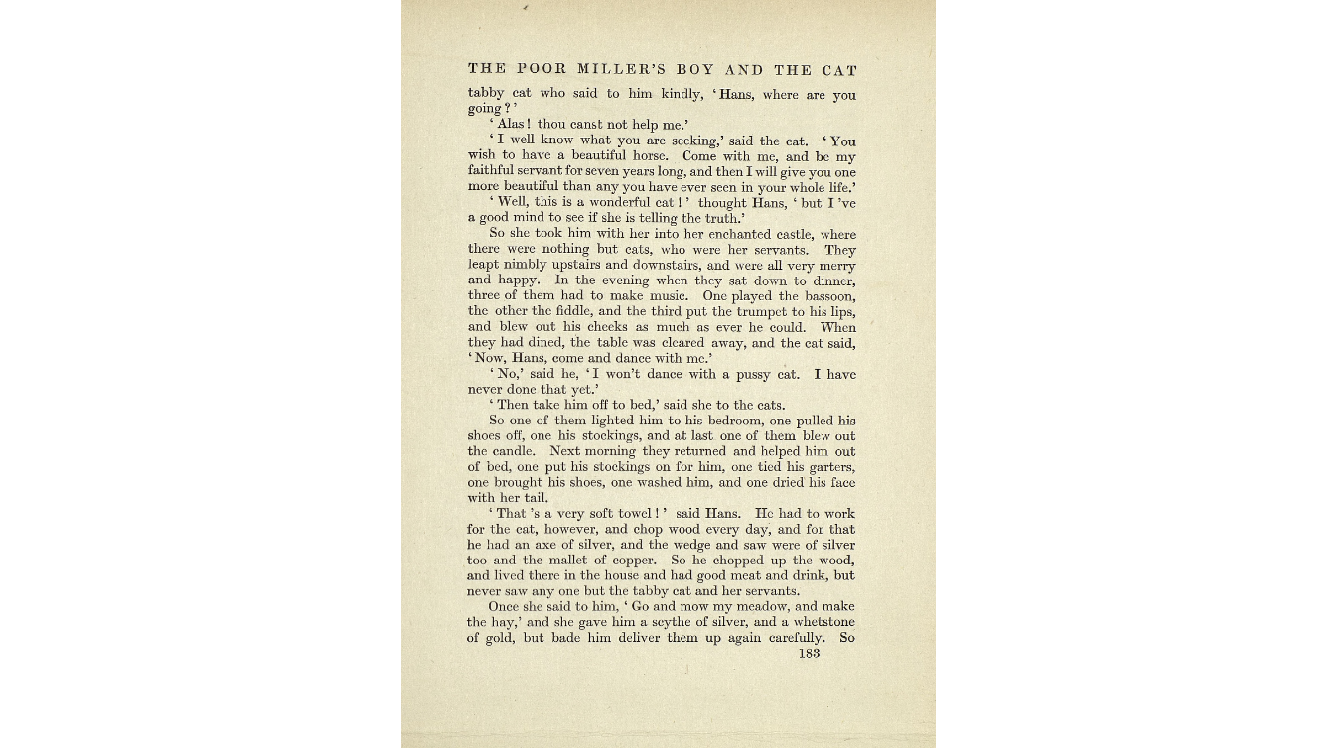 THE POOR MILLER'S BOY AND THE CAT
tabby cat who said to him kindly, ‘Hans, where are you
going?’
‘Alas! thou canst not help me.’
‘I well know what you are seeking,’ said the cat. ‘You
wish to have a beautiful horse. Come with me, and be my
faithful servant for seven years long, and then I will give you one
more beautiful than any you have ever seen in your whole life.’
‘Well, this is a wonderful cat!’ thought Hans, ‘but I 've
a good mind to see if she is telling the truth.’
So she took him with her into her enchanted castle, where
there were nothing but cats, who were her servants. They
leapt nimbly upstairs and downstairs, and were all very merry
and happy. In the evening when they sat down to dinner,
three of them had to make music. One played the bassoon,
the other the fiddle, and the third put the trumpet to his lips,
and blew out his cheeks as much as ever he could. When
they had dined, the table was cleared away, and the cat said,
‘Now, Hans, come and dance with me.’
‘No,’ said he, ‘I won't dance with a pussy cat. I have
never done that yet.’
‘Then take him off to bed,’ said she to the cats.
So one of them lighted him to his bedroom, one pulled his
shoes off, one his stockings, and at last one of them blew out
the candle. Next morning they returned and helped him out
of bed, one put his stockings on for him, one tied his garters,
one brought his shoes, one washed him, and one dried his face
with her tail.
‘That 's a very soft towel!’ said Hans. He had to work
for the cat, however, and chop wood every day, and for that
he had an axe of silver, and the wedge and saw were of silver
too and the mallet of copper. So he chopped up the wood,
and lived there in the house and had good meat and drink, but
never saw any one but the tabby cat and her servants.
Once she said to him, ‘Go and mow my meadow, and make
the hay,’ and she gave him a scythe of silver, and a whetstone
of gold, but bade him deliver them up again carefully. So
183